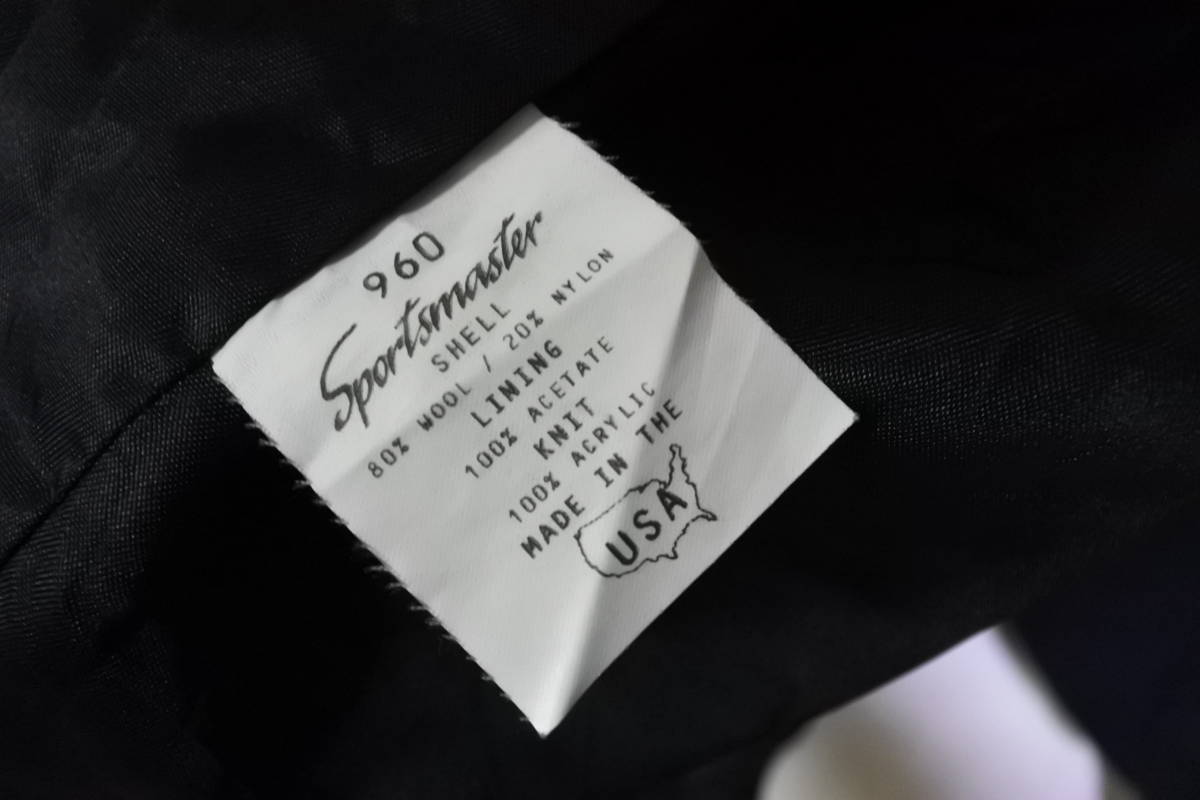 960
Sportsmaster
SHELL
80% WOOL / 20% NYLON
LINING
100% ACETATE
KNIT
100% ACRYLIC
MADE IN THE
USA